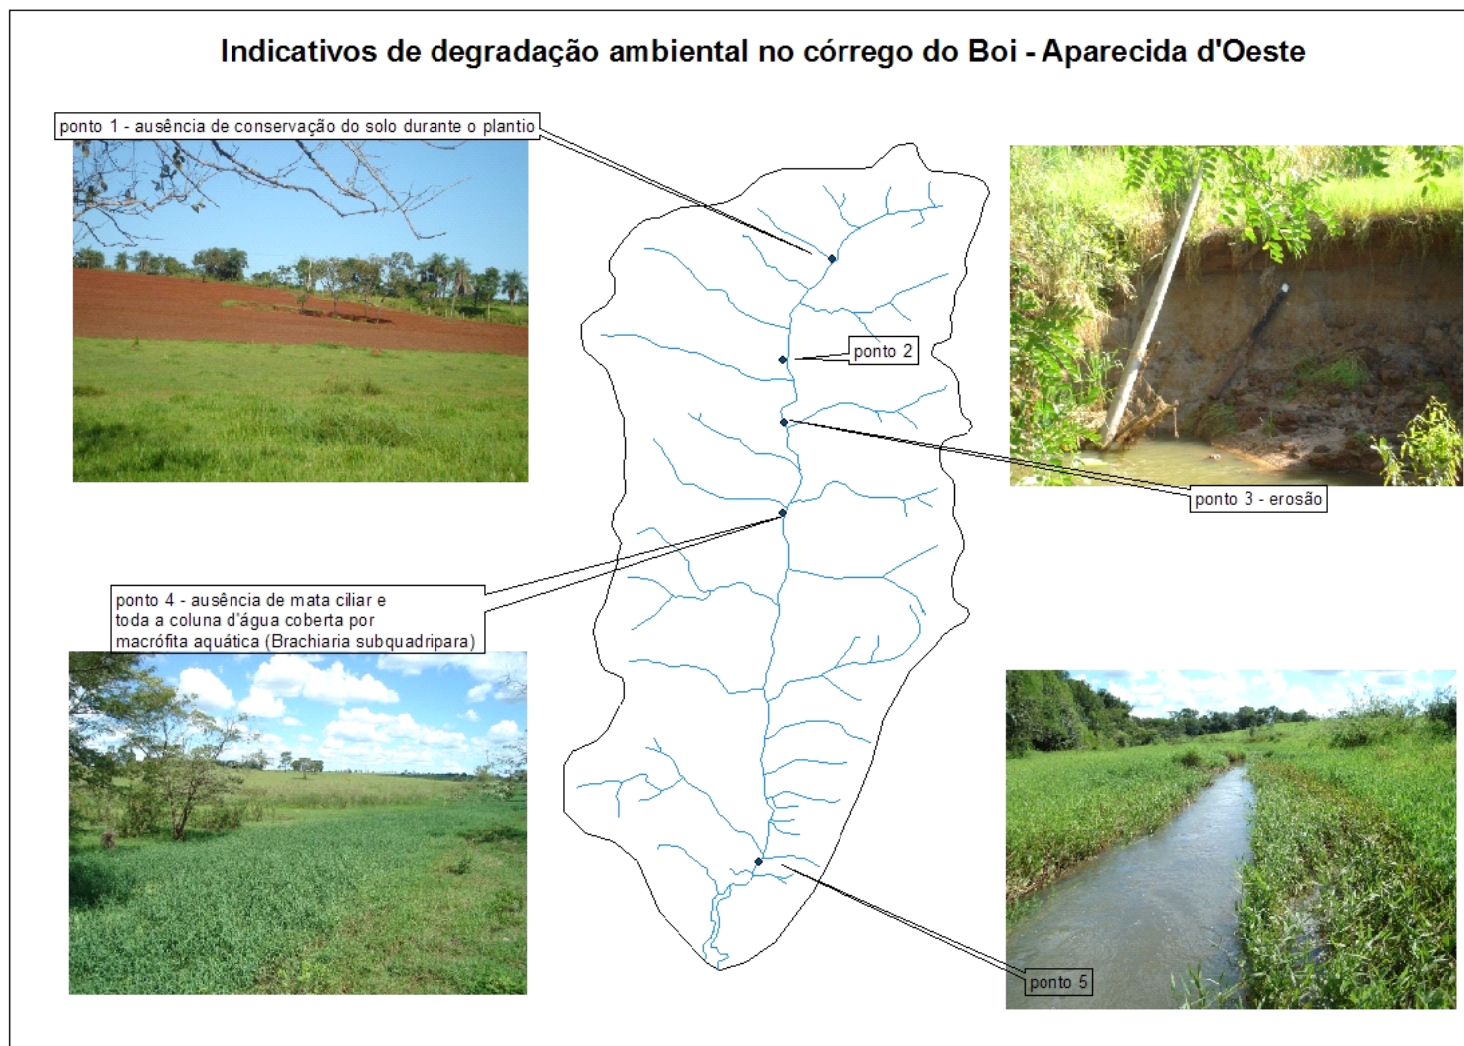 Indicativos de degradação ambiental no córrego do Boi - Aparecida d'Oeste
ponto 1 - ausência de conservação do solo durante o plantio
ponto 2
ponto 3 - erosão
ponto 4 - ausência de mata ciliar e
toda a coluna d'água coberta por
macrófita aquática (Brachiaria subquadripara)
ponto 5